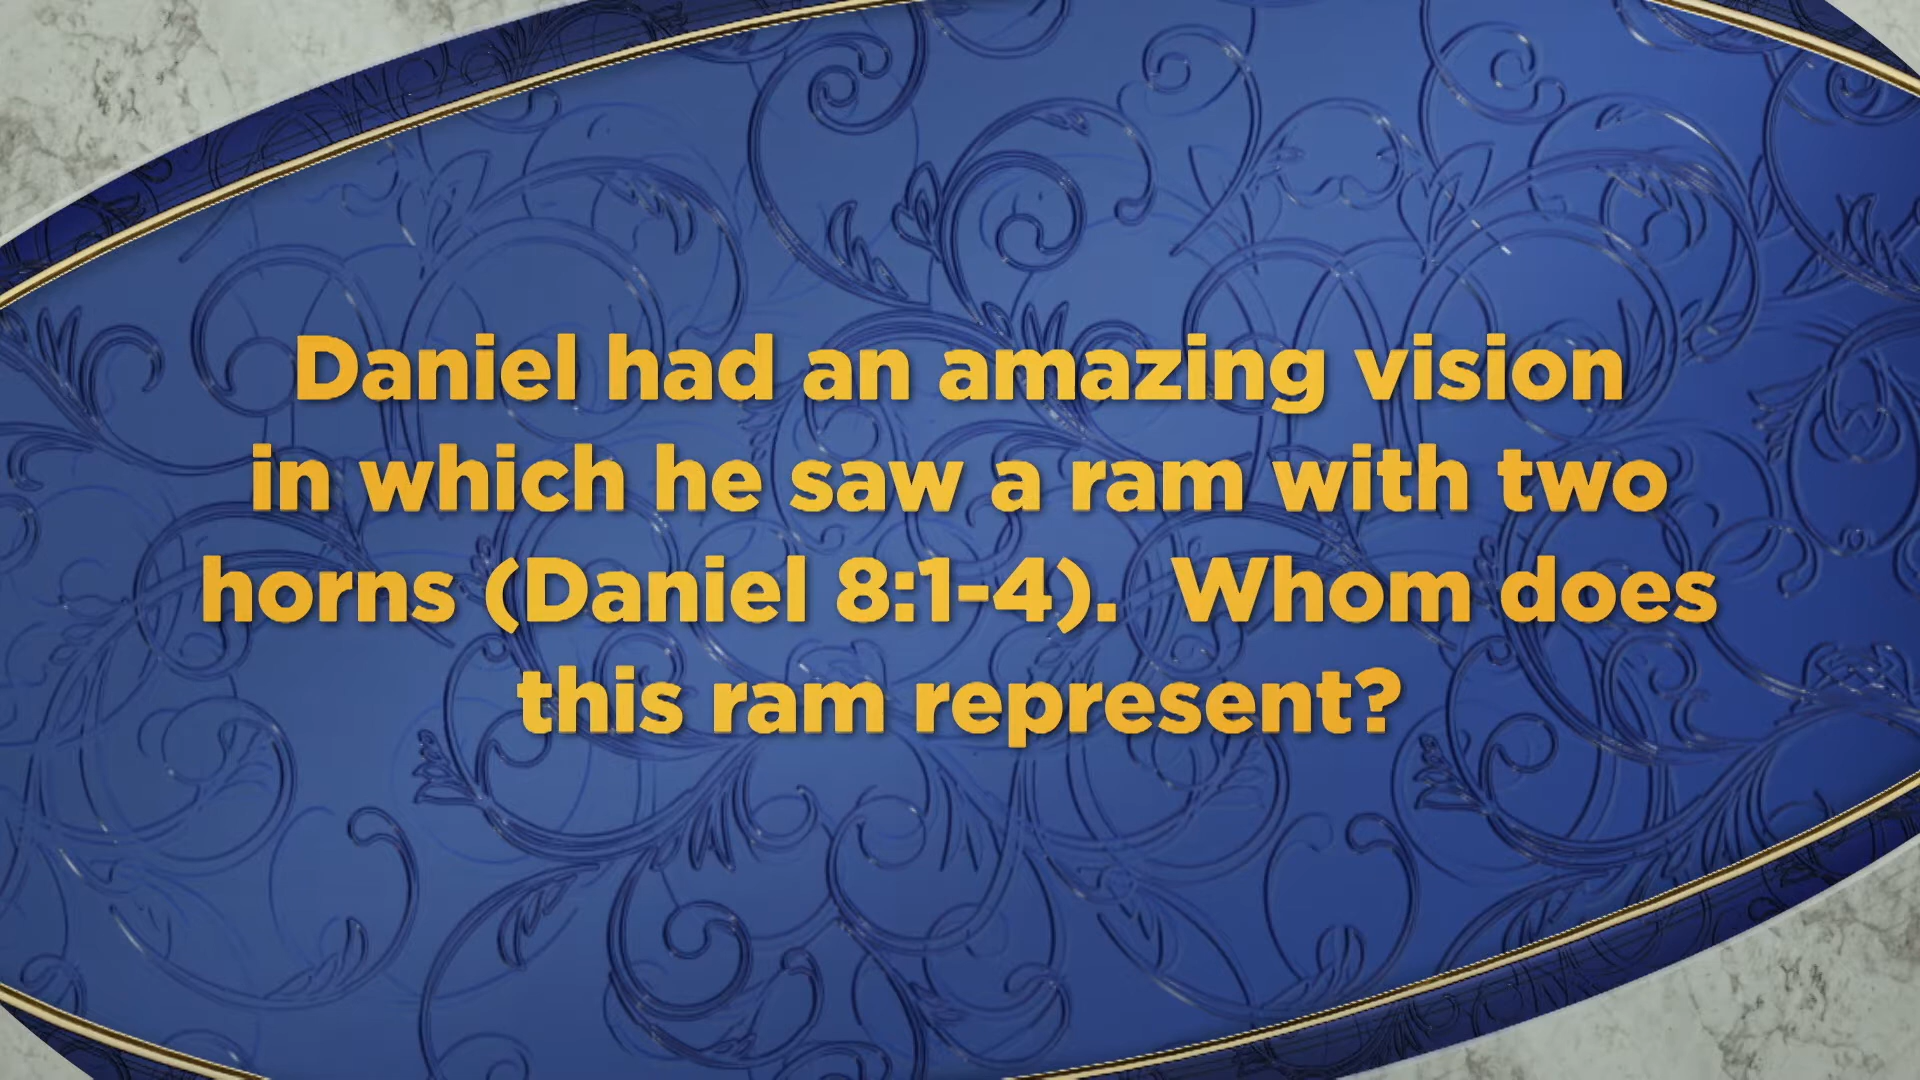 Daniel had an amazing vision
in which he saw a ram with two
horns (Daniel 8:1-4).  Whom does
this ram represent?